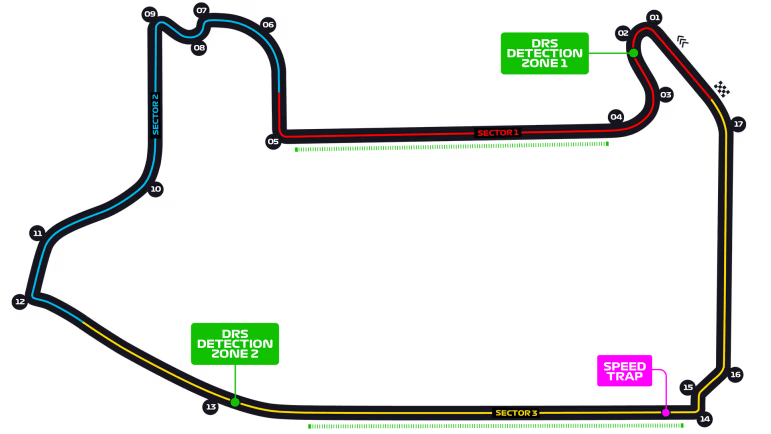 09
07
08
06
01
02
DRS
DETECTION
ZONE 1
03
04
SECTOR 1
05
17
SECTOR 2
10
11
12
DRS
DETECTION
ZONE 2
13
SPEED
TRAP
16
15
14
SECTOR 3